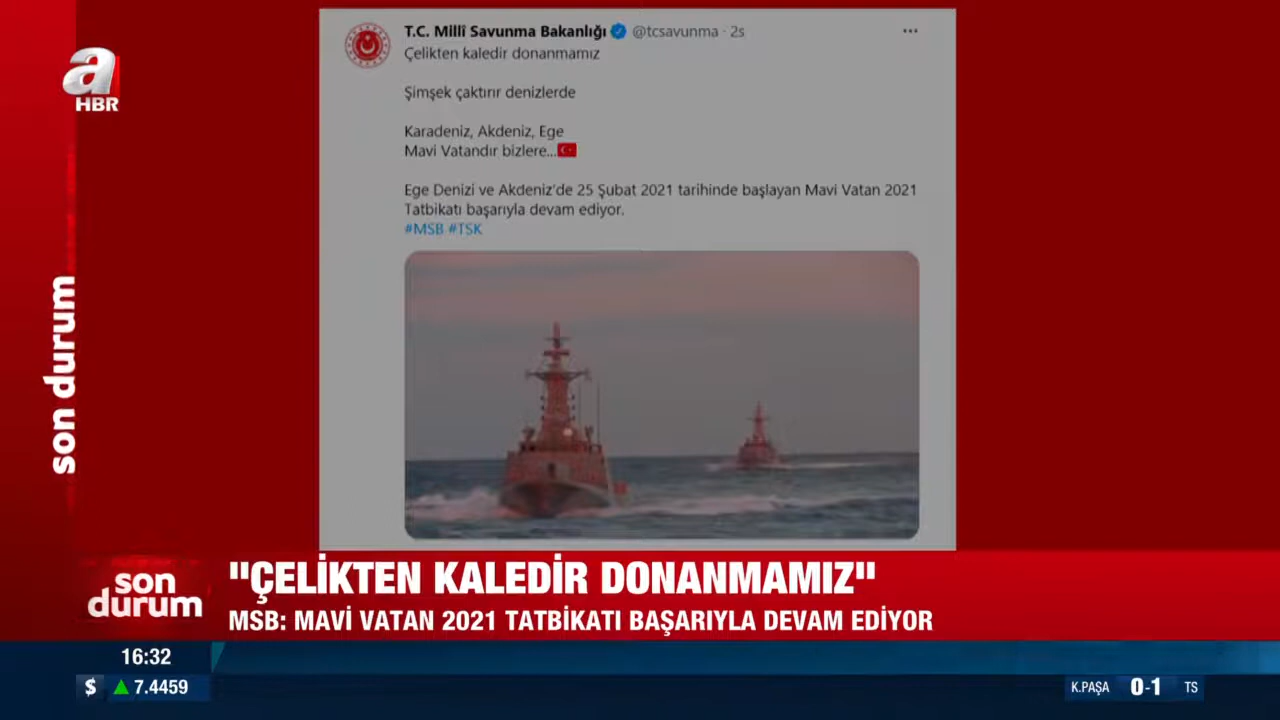 a
HBR
son durum
T.C. Millî Savunma Bakanlığı @tcsavunma · 2s
Çelikten kaledir donanmamız
Şimşek çaktırır denizlerde
Karadeniz, Akdeniz, Ege
Mavi Vatandır bizlere...🇹🇷
Ege Denizi ve Akdeniz'de 25 Şubat 2021 tarihinde başlayan Mavi Vatan 2021
Tatbikatı başarıyla devam ediyor.
#MSB #TSK
son
durum
"ÇELİKTEN KALEDİR DONANMAMIZ"
MSB: MAVİ VATAN 2021 TATBİKATI BAŞARIYLA DEVAM EDİYOR
16:32
$ ▲ 7.4459
K.PAŞA 0-1 TS